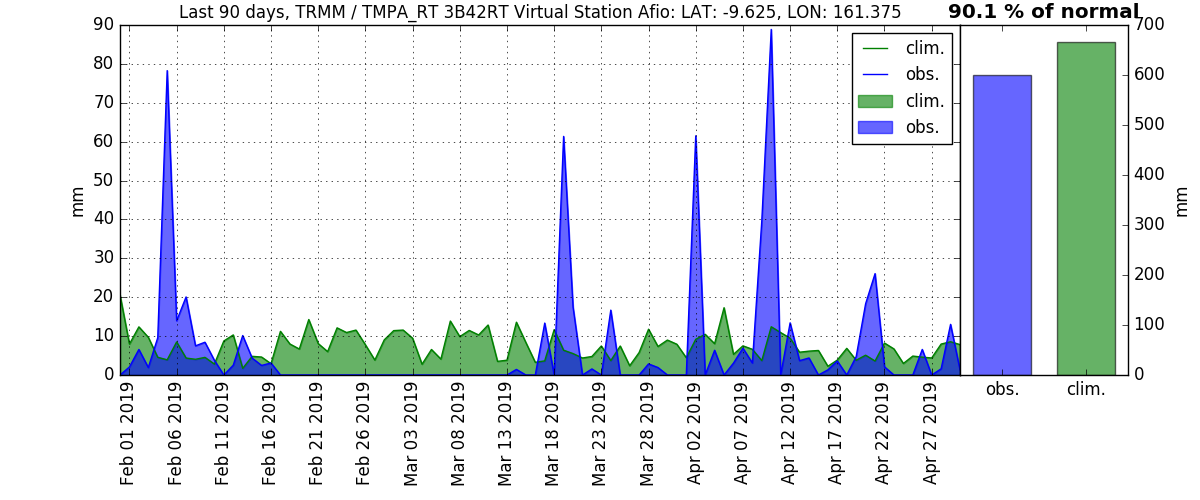 Last 90 days, TRMM / TMPA_RT 3B42RT Virtual Station Afio: LAT: -9.625, LON: 161.375
90.1 % of normal
mm
90
80
70
60
50
40
30
20
10
0
clim.
obs.
clim.
obs.
Feb 01 2019
Feb 06 2019
Feb 11 2019
Feb 16 2019
Feb 21 2019
Feb 26 2019
Mar 03 2019
Mar 08 2019
Mar 13 2019
Mar 18 2019
Mar 23 2019
Mar 28 2019
Apr 02 2019
Apr 07 2019
Apr 12 2019
Apr 17 2019
Apr 22 2019
Apr 27 2019
700
600
500
400
300
200
100
0
mm
obs.
clim.